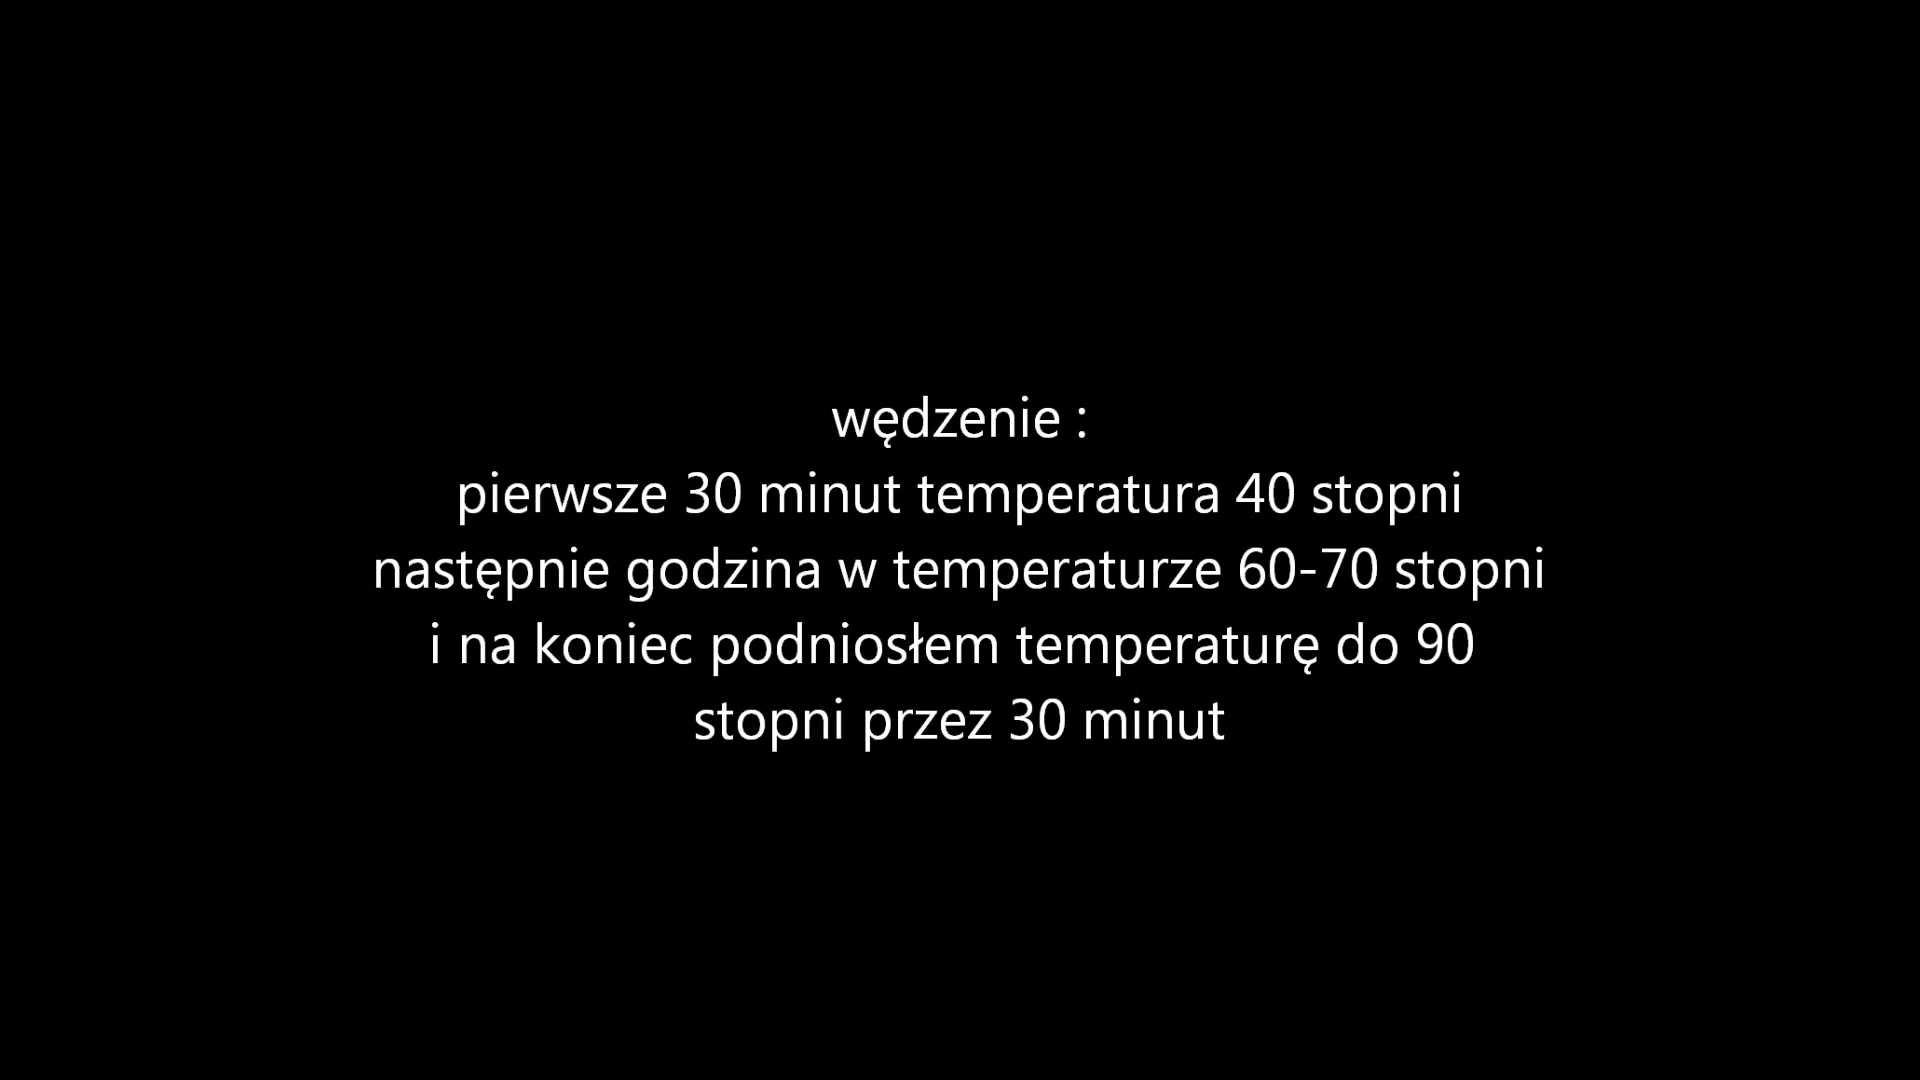 wędzenie :
pierwsze 30 minut temperatura 40 stopni
następnie godzina w temperaturze 60-70 stopni
i na koniec podniosłem temperaturę do 90
stopni przez 30 minut